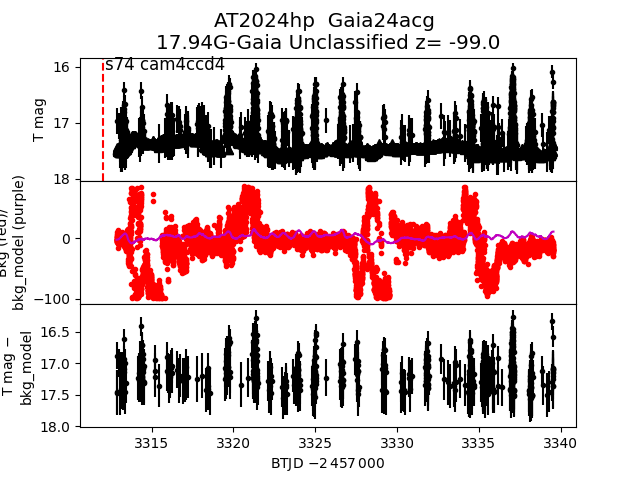 AT2024hp  Gaia24acg
17.94G-Gaia Unclassified z= -99.0
s74 cam4ccd4
16
17
18
T mag
0
−100
Bkg (red)/
bkg_model (purple)
16.5
17.0
17.5
18.0
T mag −
bkg_model
3315
3320
3325
3330
3335
3340
BTJD −2 457 000